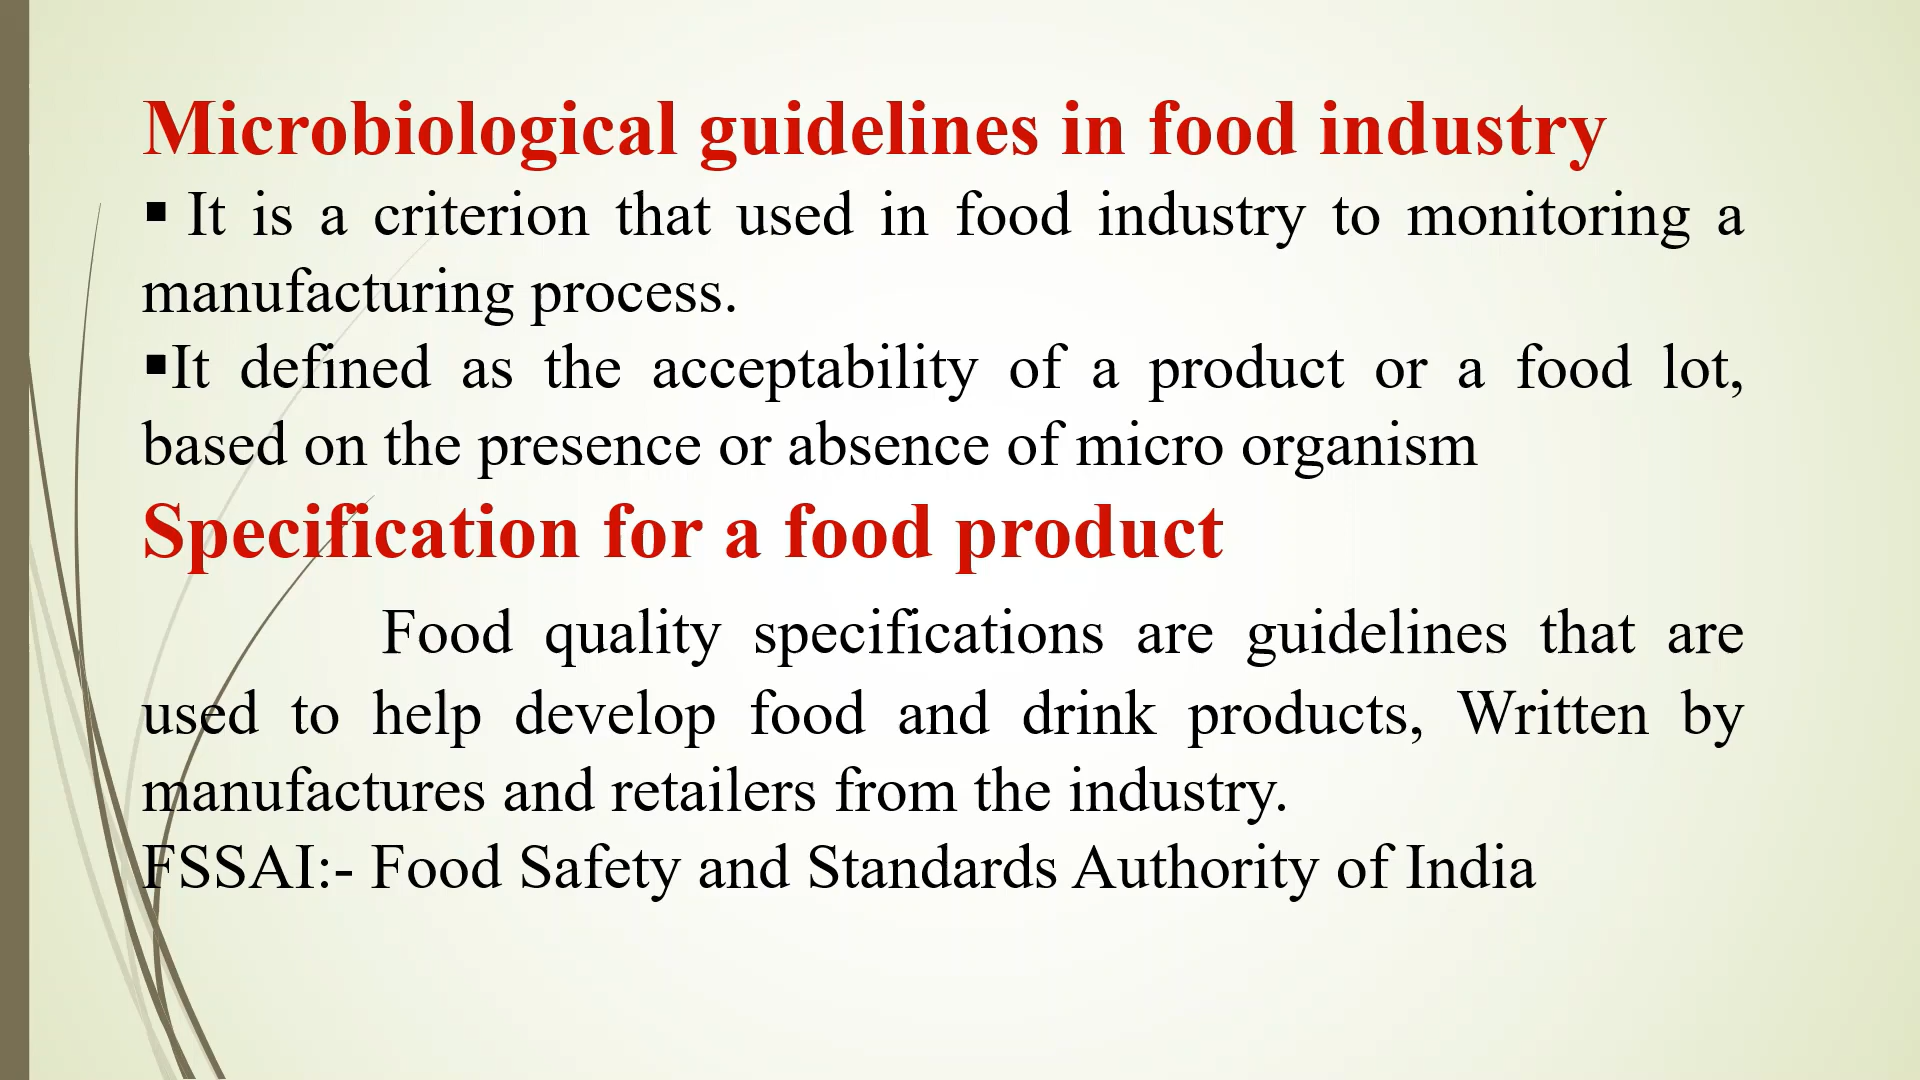 Microbiological guidelines in food industry
▪ It is a criterion that used in food industry to monitoring a
manufacturing process.
▪It defined as the acceptability of a product or a food lot,
based on the presence or absence of micro organism
Specification for a food product
Food quality specifications are guidelines that are
used to help develop food and drink products, Written by
manufactures and retailers from the industry.
FSSAI:- Food Safety and Standards Authority of India